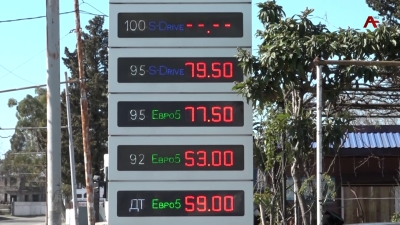 100 S-Drive --.--
95 S-Drive 79.50
95 Евро5 77.50
92 Евро5 53.00
ДТ Евро5 59.00
A